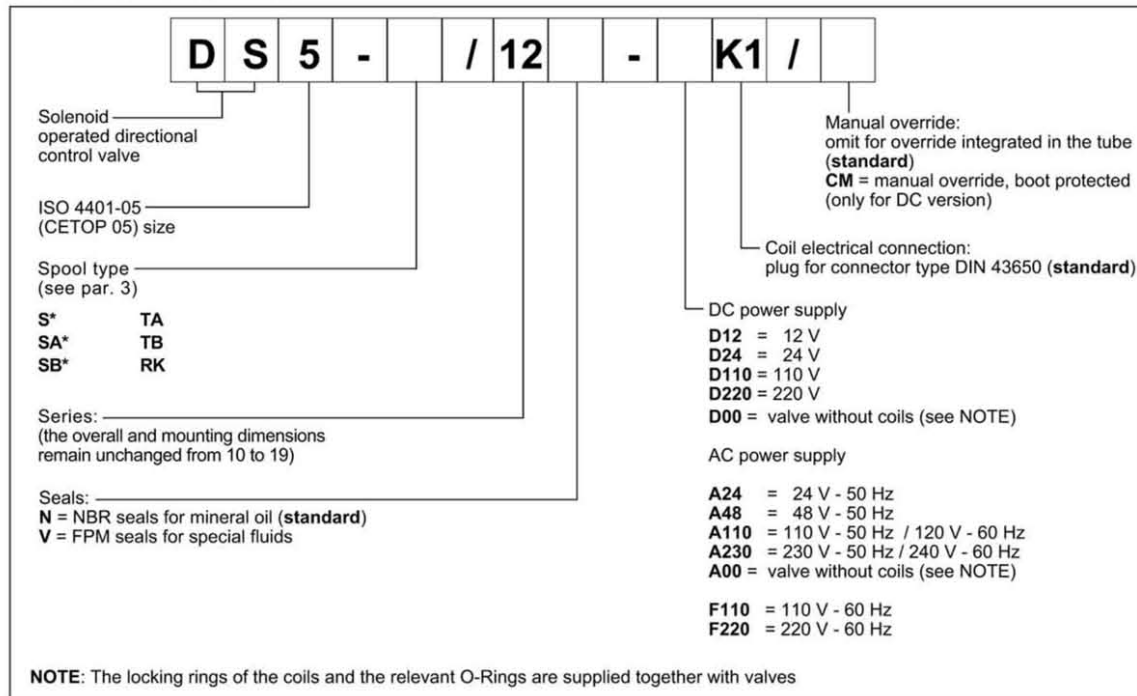 D S 5 - / 12 - K1 /
Solenoid
operated directional
control valve
ISO 4401-05
(CETOP 05) size
Spool type
(see par. 3)
S* TA
SA* TB
SB* RK
Series:
(the overall and mounting dimensions
remain unchanged from 10 to 19)
Seals:
N = NBR seals for mineral oil (standard)
V = FPM seals for special fluids
Manual override:
omit for override integrated in the tube
(standard)
CM = manual override, boot protected
(only for DC version)
Coil electrical connection:
plug for connector type DIN 43650 (standard)
DC power supply
D12 = 12 V
D24 = 24 V
D110 = 110 V
D220 = 220 V
D00 = valve without coils (see NOTE)
AC power supply
A24 = 24 V - 50 Hz
A48 = 48 V - 50 Hz
A110 = 110 V - 50 Hz / 120 V - 60 Hz
A230 = 230 V - 50 Hz / 240 V - 60 Hz
A00 = valve without coils (see NOTE)
F110 = 110 V - 60 Hz
F220 = 220 V - 60 Hz
NOTE: The locking rings of the coils and the relevant O-Rings are supplied together with valves